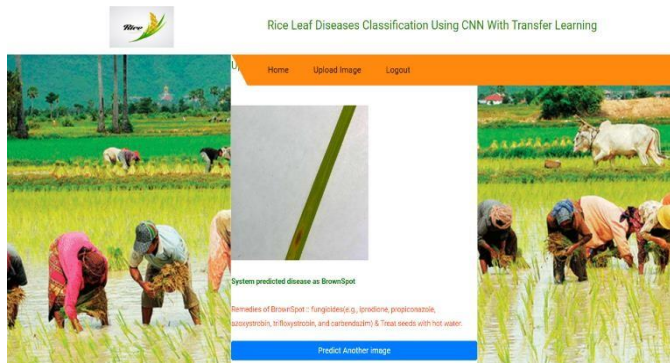 Rice
Rice Leaf Diseases Classification Using CNN With Transfer Learning
Home Upload Image Logout
System predicted disease as BrownSpot
Remedies of BrownSpot :: fungicides(e.g., iprodione, propiconazole,
trifloxystrobin, and carbendazim) & Treat seeds with hot water.
Predict Another image